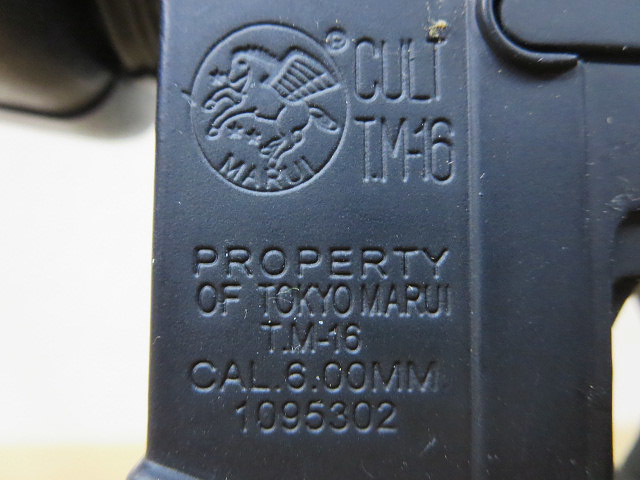 MARUI
®
CULT
T.M-16
PROPERTY
OF TOKYO MARUI
T.M-16
CAL.6.00MM
1095302